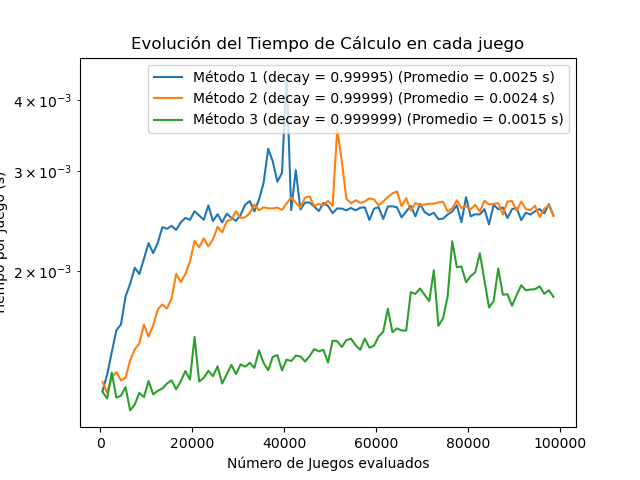 Evolución del Tiempo de Cálculo en cada juego
Método 1 (decay = 0.99995) (Promedio = 0.0025 s)
Método 2 (decay = 0.99999) (Promedio = 0.0024 s)
Método 3 (decay = 0.999999) (Promedio = 0.0015 s)
4 × 10⁻³
3 × 10⁻³
2 × 10⁻³
por juego (s)
0 20000 40000 60000 80000 100000
Número de Juegos evaluados